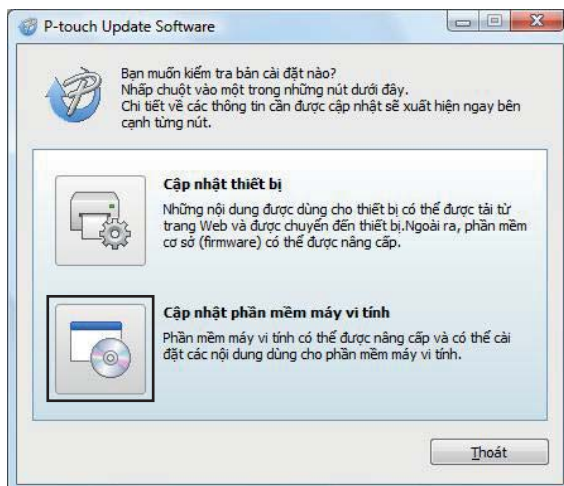 P-touch Update Software
Bạn muốn kiểm tra bản cài đặt nào?
Nhấp chuột vào một trong những nút dưới đây.
Chi tiết về các thông tin cần được cập nhật sẽ xuất hiện ngay bên
cạnh từng nút.
Cập nhật thiết bị
Những nội dung được dùng cho thiết bị có thể được tải từ
trang Web và được chuyển đến thiết bị.Ngoài ra, phần mềm
cơ sở (firmware) có thể được nâng cấp.
Cập nhật phần mềm máy vi tính
Phần mềm máy vi tính có thể được nâng cấp và có thể cài
đặt các nội dung dùng cho phần mềm máy vi tính.
Thoát